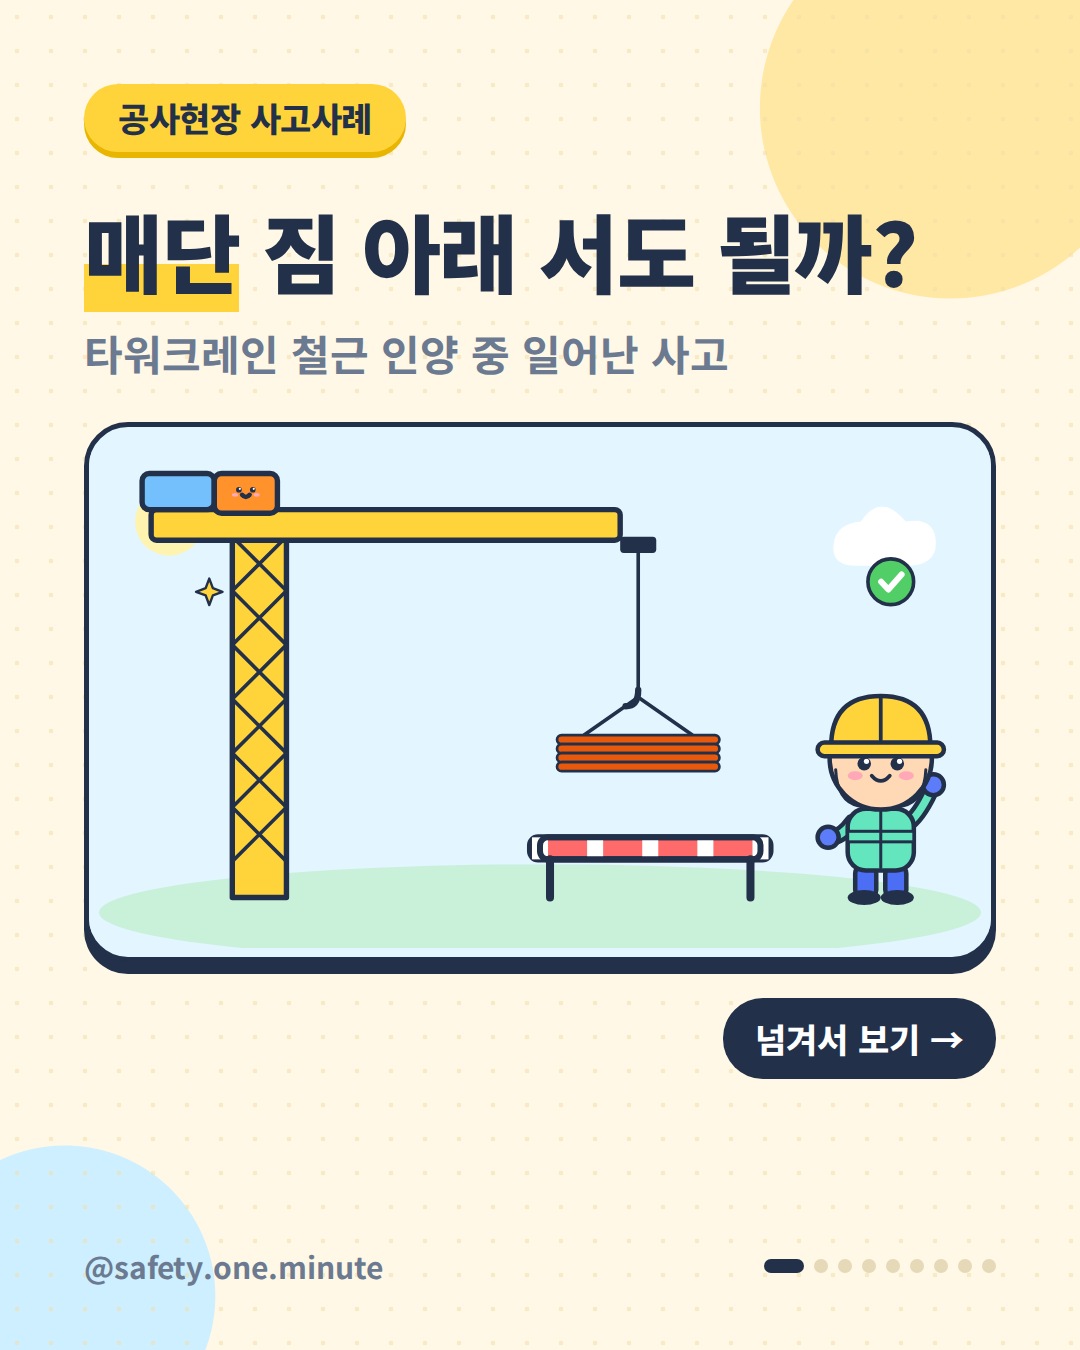 공사현장 사고사례
매단 짐 아래 서도 될까?
타워크레인 철근 인양 중 일어난 사고
넘겨서 보기 →
@safety.one.minute